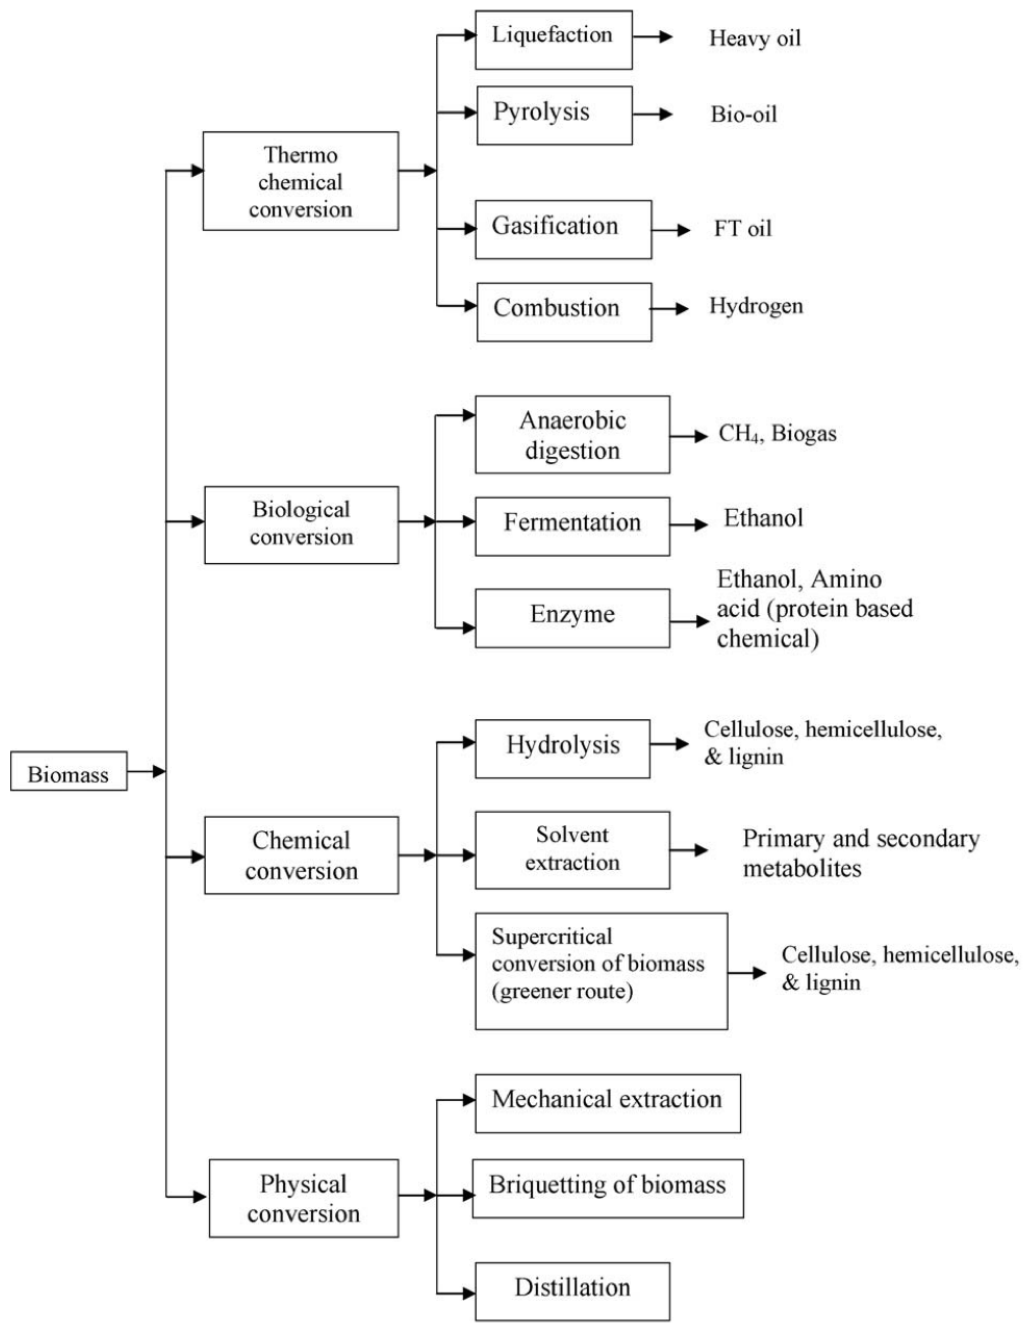 Liquefaction
Heavy oil
Pyrolysis
Bio-oil
Thermo
chemical
conversion
Gasification
FT oil
Combustion
Hydrogen
Anaerobic
digestion
CH₄, Biogas
Biological
conversion
Fermentation
Ethanol
Enzyme
Ethanol, Amino
acid (protein based
chemical)
Biomass
Hydrolysis
Cellulose, hemicellulose,
& lignin
Chemical
conversion
Solvent
extraction
Primary and secondary
metabolites
Supercritical
conversion of biomass
(greener route)
Cellulose, hemicellulose,
& lignin
Mechanical extraction
Physical
conversion
Briquetting of biomass
Distillation